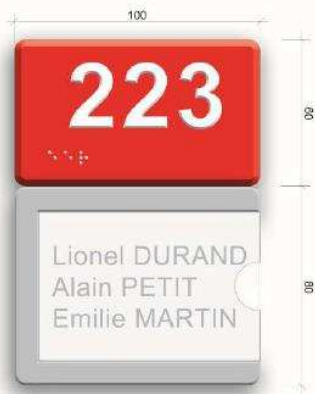 100
223
60
Lionel DURAND
Alain PETIT
Emilie MARTIN
80